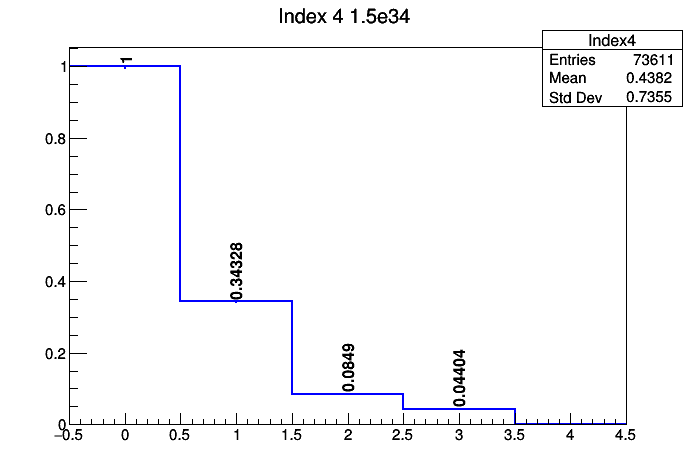 Index 4 1.5e34
Index4
Entries 73611
Mean 0.4382
Std Dev 0.7355
1
0.8
0.6
0.4
0.2
0
1
0.34328
0.0849
0.04404
−0.5 0 0.5 1 1.5 2 2.5 3 3.5 4 4.5